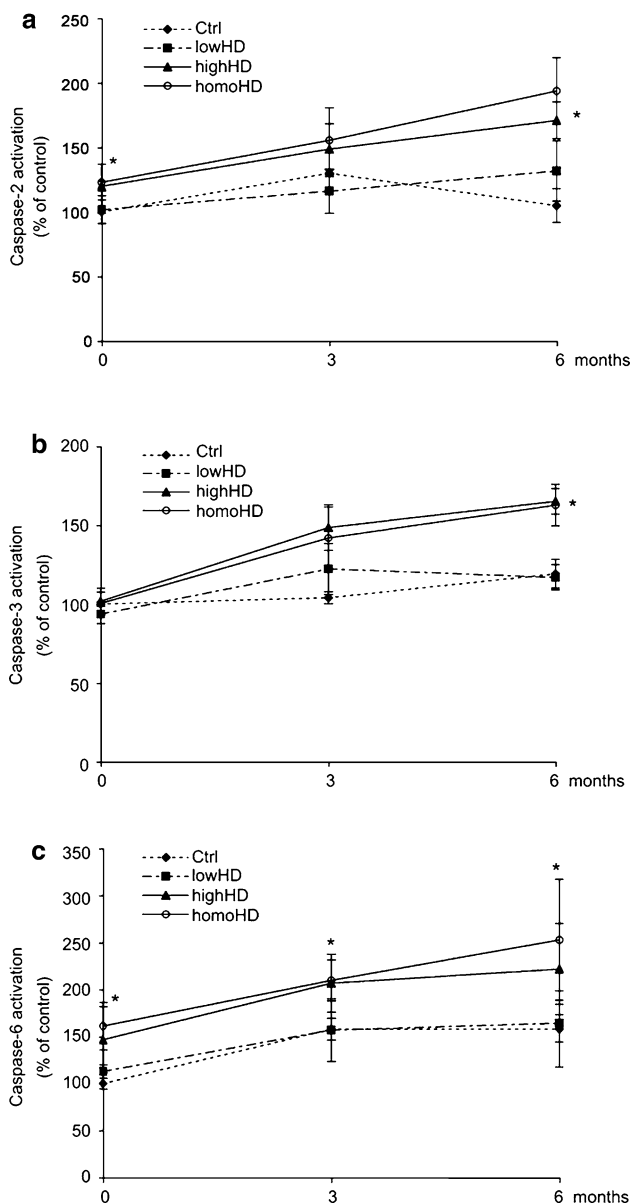 a
250
200
150
100
50
0
Caspase-2 activation
(% of control)
Ctrl
lowHD
highHD
homoHD
*
*
0 3 6 months
b
200
150
100
50
0
Caspase-3 activation
(% of control)
Ctrl
lowHD
highHD
homoHD
*
0 3 6 months
c
350
300
250
200
150
100
50
0
Caspase-6 activation
(% of control)
Ctrl
lowHD
highHD
homoHD
*
*
*
0 3 6 months